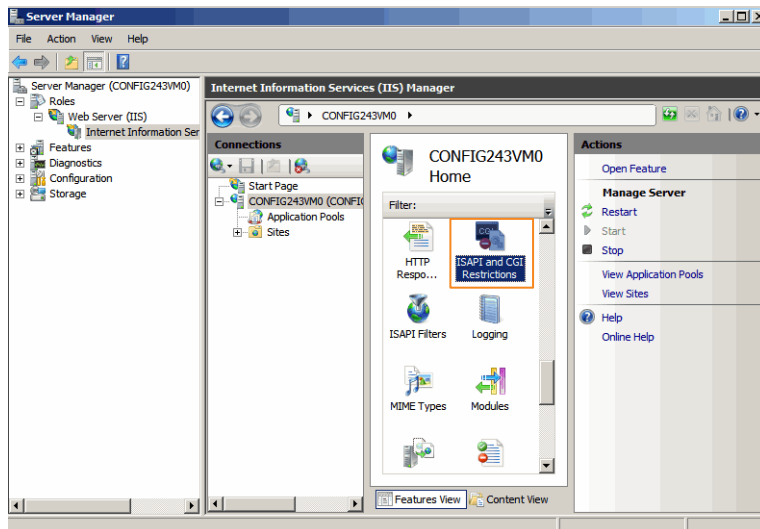 Server Manager
File Action View Help
Server Manager (CONFIG243VM0)
Roles
Web Server (IIS)
Internet Information Ser
Features
Diagnostics
Configuration
Storage
Internet Information Services (IIS) Manager
CONFIG243VM0
Connections
Start Page
CONFIG243VM0 (CONFIG
Application Pools
Sites
CONFIG243VM0
Home
Filter:
HTTP
Respo...
ISAPI and CGI
Restrictions
ISAPI Filters
Logging
MIME Types
Modules
Features View
Content View
Actions
Open Feature
Manage Server
Restart
Start
Stop
View Application Pools
View Sites
Help
Online Help